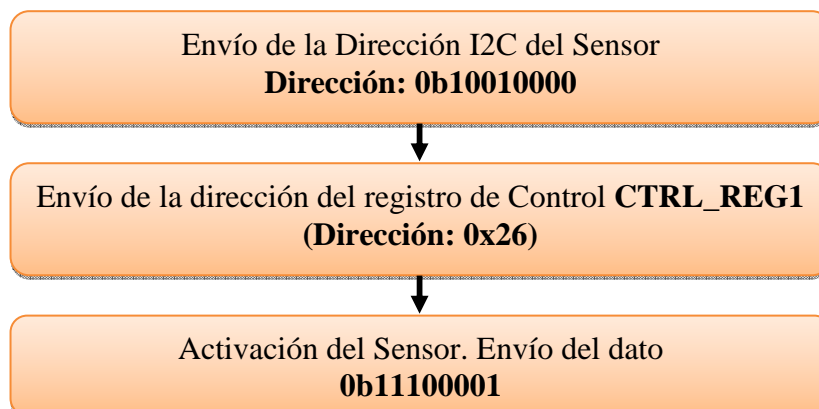 Envío de la Dirección I2C del Sensor
Dirección: 0b10010000
Envío de la dirección del registro de Control CTRL_REG1
(Dirección: 0x26)
Activación del Sensor. Envío del dato
0b11100001